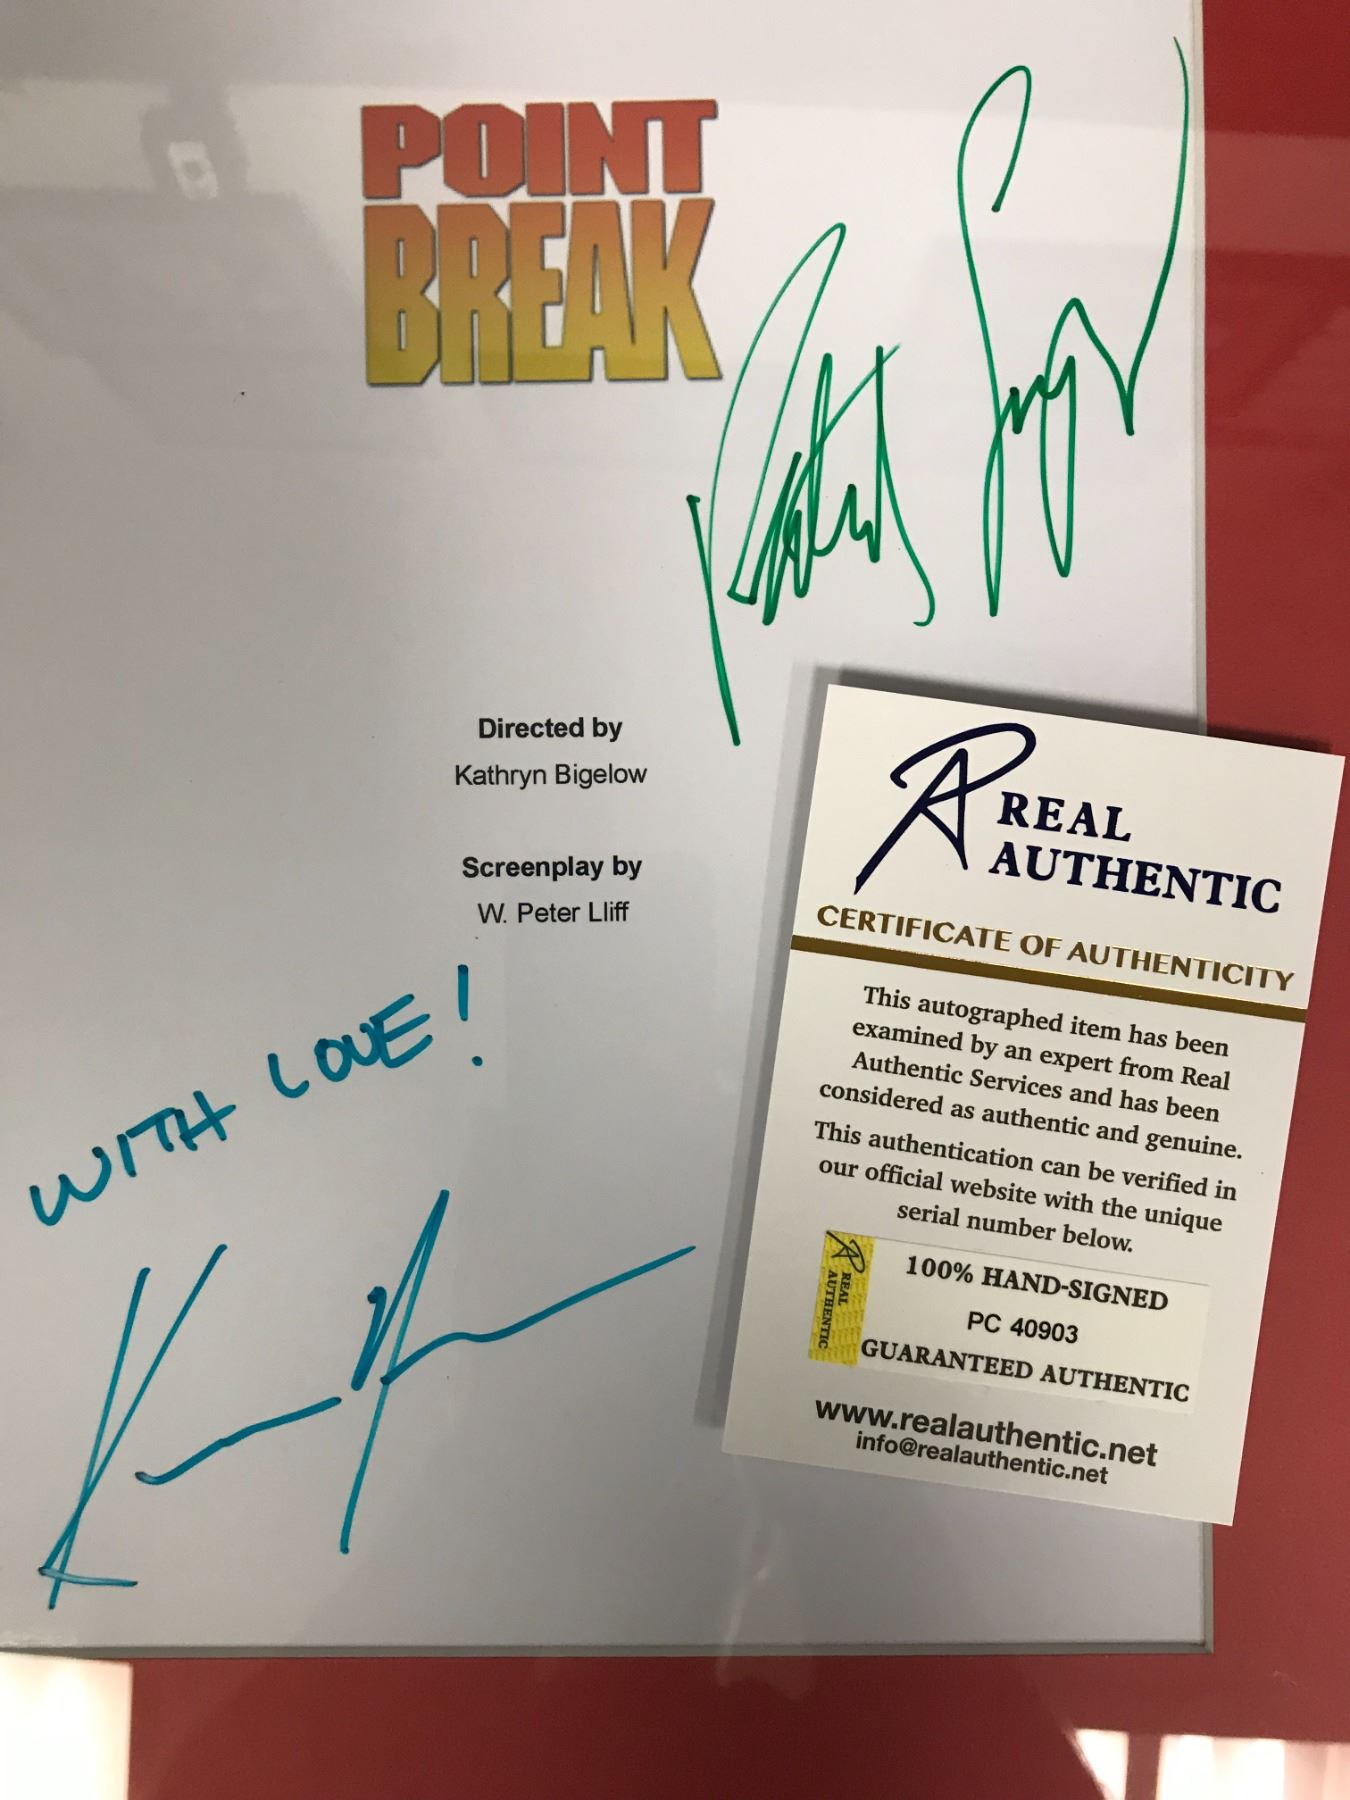 POINT
BREAK
Directed by
Kathryn Bigelow
Screenplay by
W. Peter Lliff
WITH LOVE!
REAL
AUTHENTIC
CERTIFICATE OF AUTHENTICITY
This autographed item has been
examined by an expert from Real
Authentic Services and has been
considered as authentic and genuine.
This authentication can be verified in
our official website with the unique
serial number below.
REAL
AUTHENTIC
100% HAND-SIGNED
PC 40903
GUARANTEED AUTHENTIC
www.realauthentic.net
info@realauthentic.net